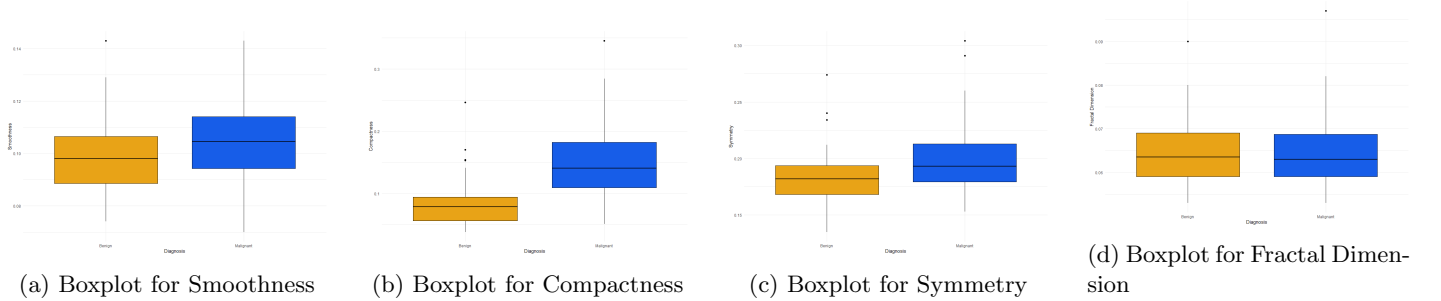 0.14
0.12
0.10
0.08
Smoothness
Benign
Malignant
Diagnosis
(a) Boxplot for Smoothness
0.3
0.2
0.1
Compactness
Benign
Malignant
Diagnosis
(b) Boxplot for Compactness
0.30
0.25
0.20
0.15
Symmetry
Benign
Malignant
Diagnosis
(c) Boxplot for Symmetry
0.09
0.08
0.07
0.06
Fractal Dimension
Benign
Malignant
Diagnosis
(d) Boxplot for Fractal Dimen-
sion